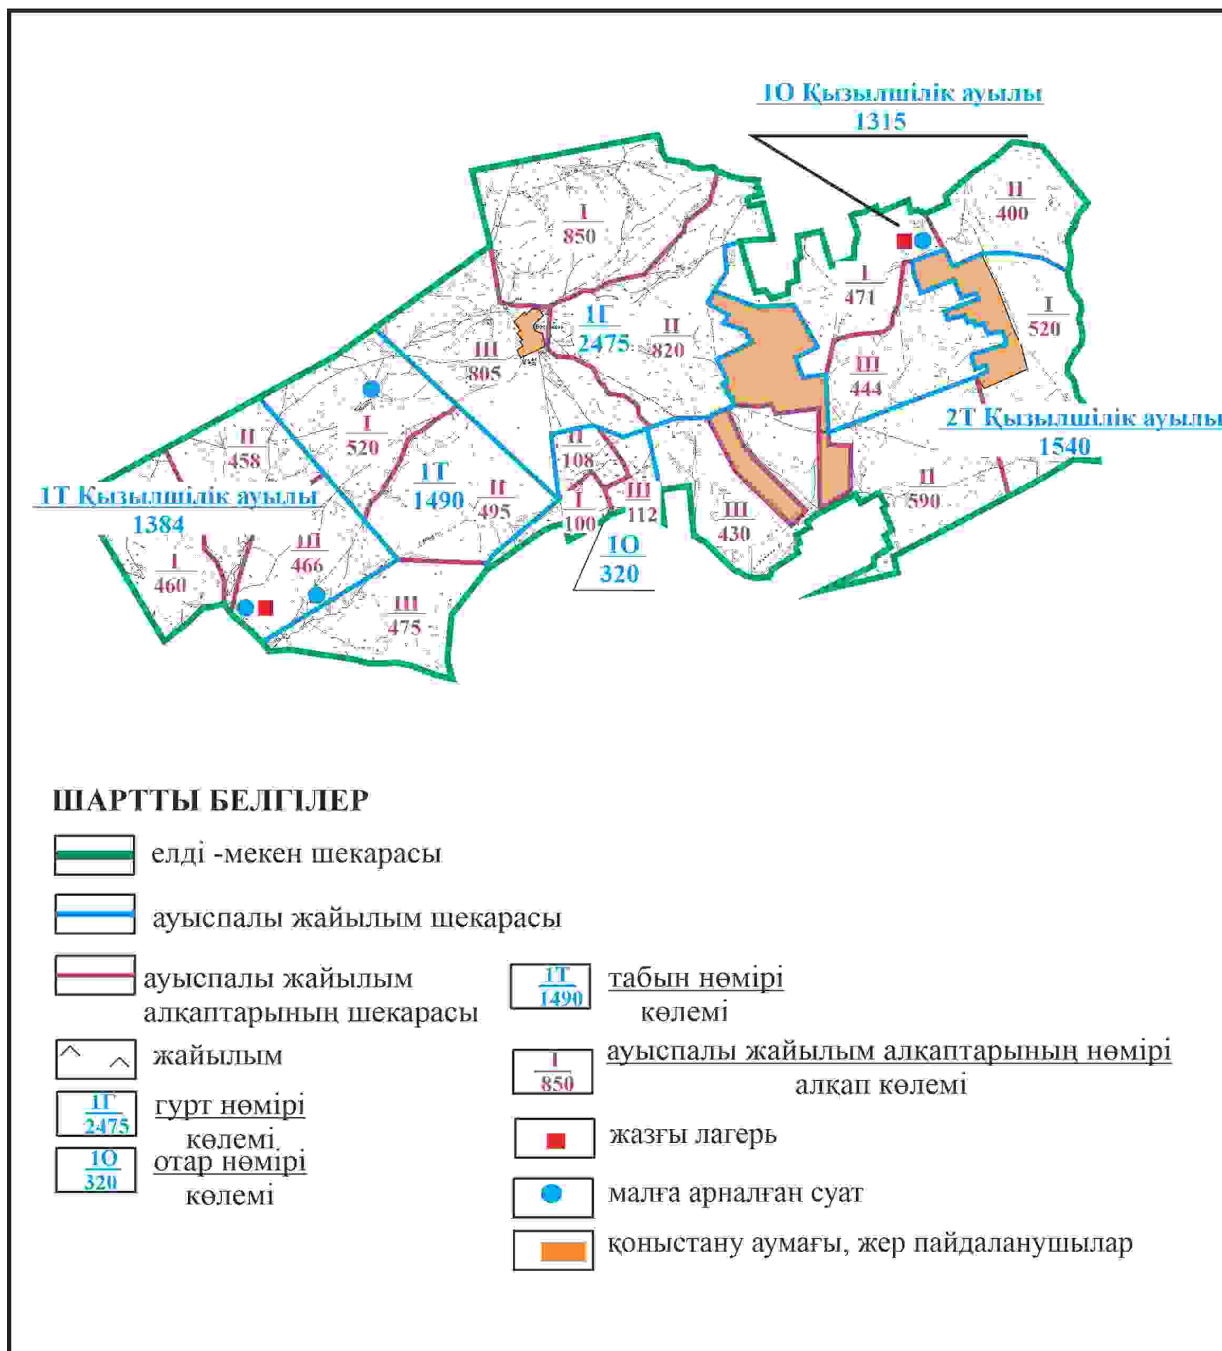 1О Қызылшілік ауылы
1315
II
400
I
850
I
471
I
520
1Г
2475
II
820
III
805
III
444
I
520
II
458
2Т Қызылшілік ауылы
1540
II
108
1Т
1490
II
495
1Т Қызылшілік ауылы
1384
III
112
I
100
II
590
III
430
III
466
I
460
1О
320
III
475
ШАРТТЫ БЕЛГІЛЕР
елді -мекен шекарасы
ауыспалы жайылым шекарасы
ауыспалы жайылым
алқаптарының шекарасы
жайылым
1Г
2475
гурт нөмірі
көлемі
1О
320
отар нөмірі
көлемі
1Т
1490
табын нөмірі
көлемі
I
850
ауыспалы жайылым алқаптарының нөмірі
алқап көлемі
жазғы лагерь
малға арналған суат
қоныстану аумағы, жер пайдаланушылар